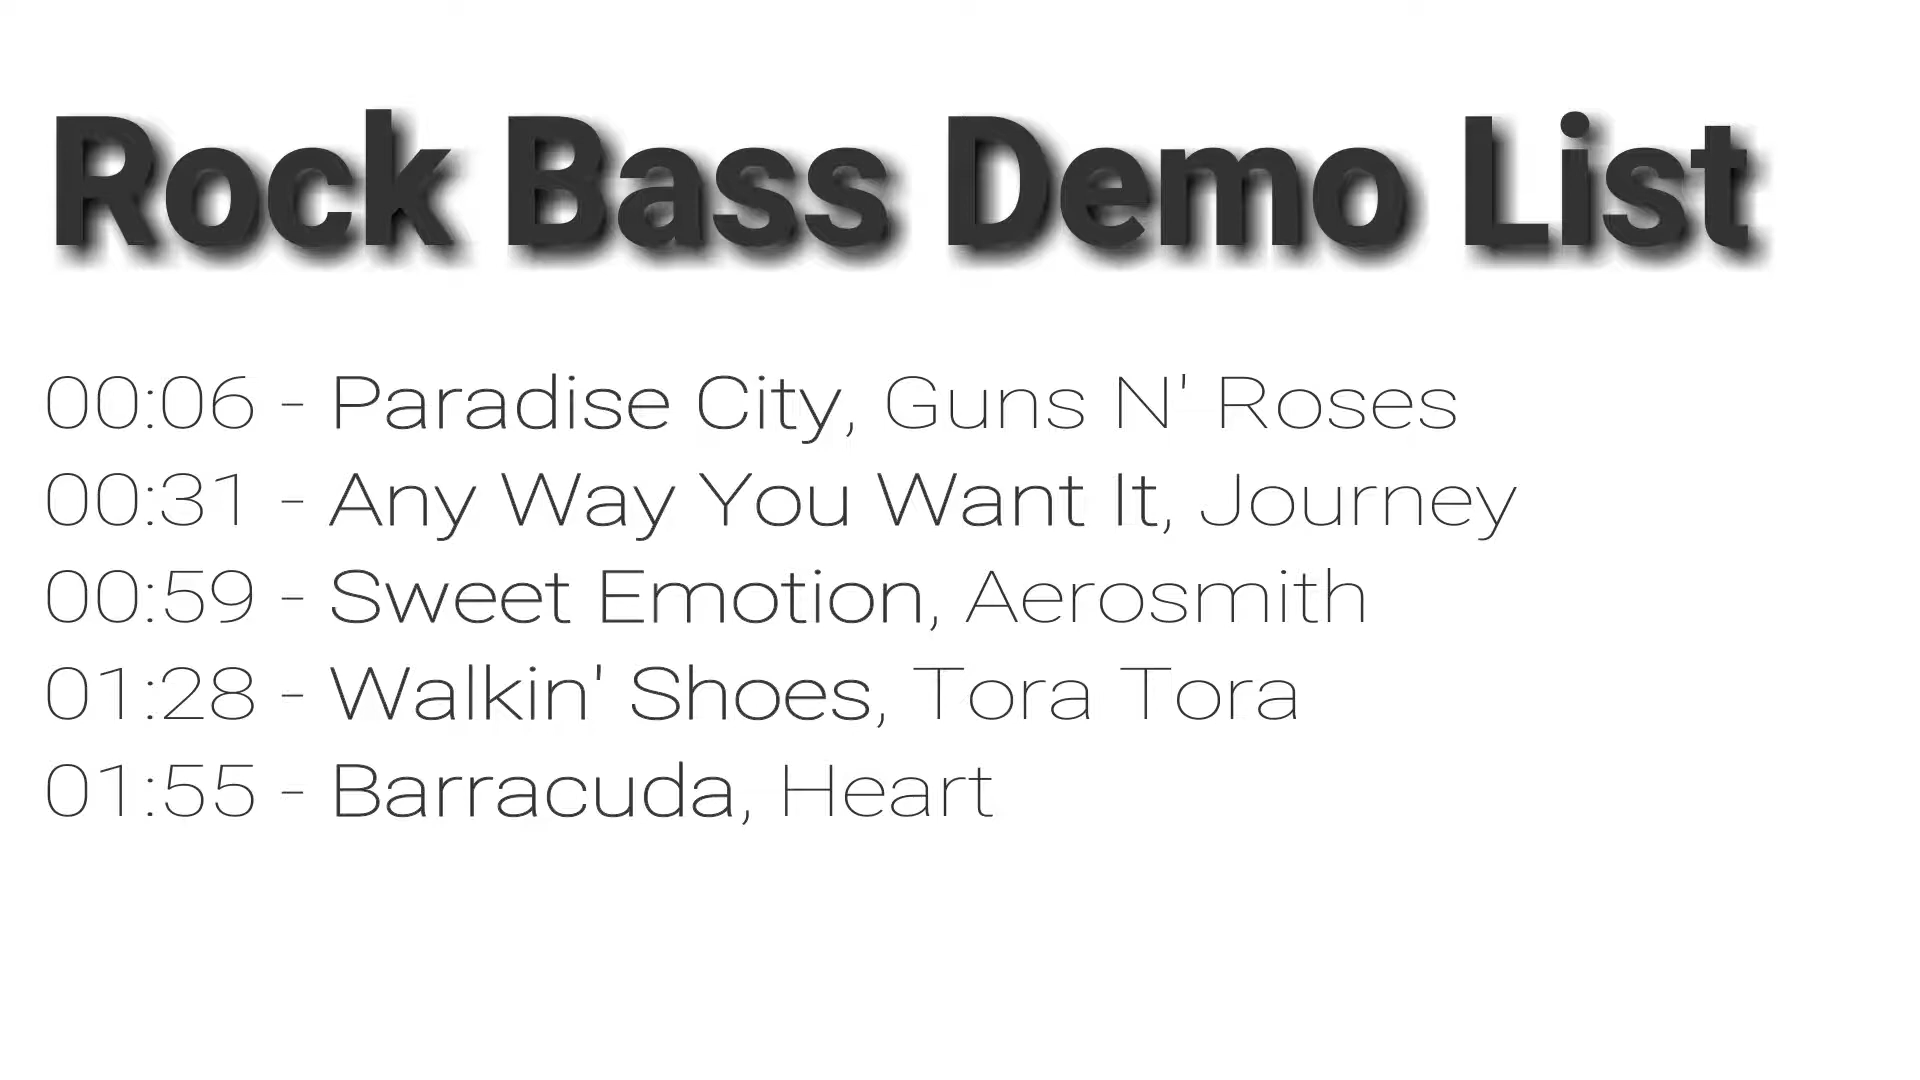 Rock Bass Demo List
00:06 - Paradise City, Guns N' Roses
00:31 - Any Way You Want It, Journey
00:59 - Sweet Emotion, Aerosmith
01:28 - Walkin' Shoes, Tora Tora
01:55 - Barracuda, Heart